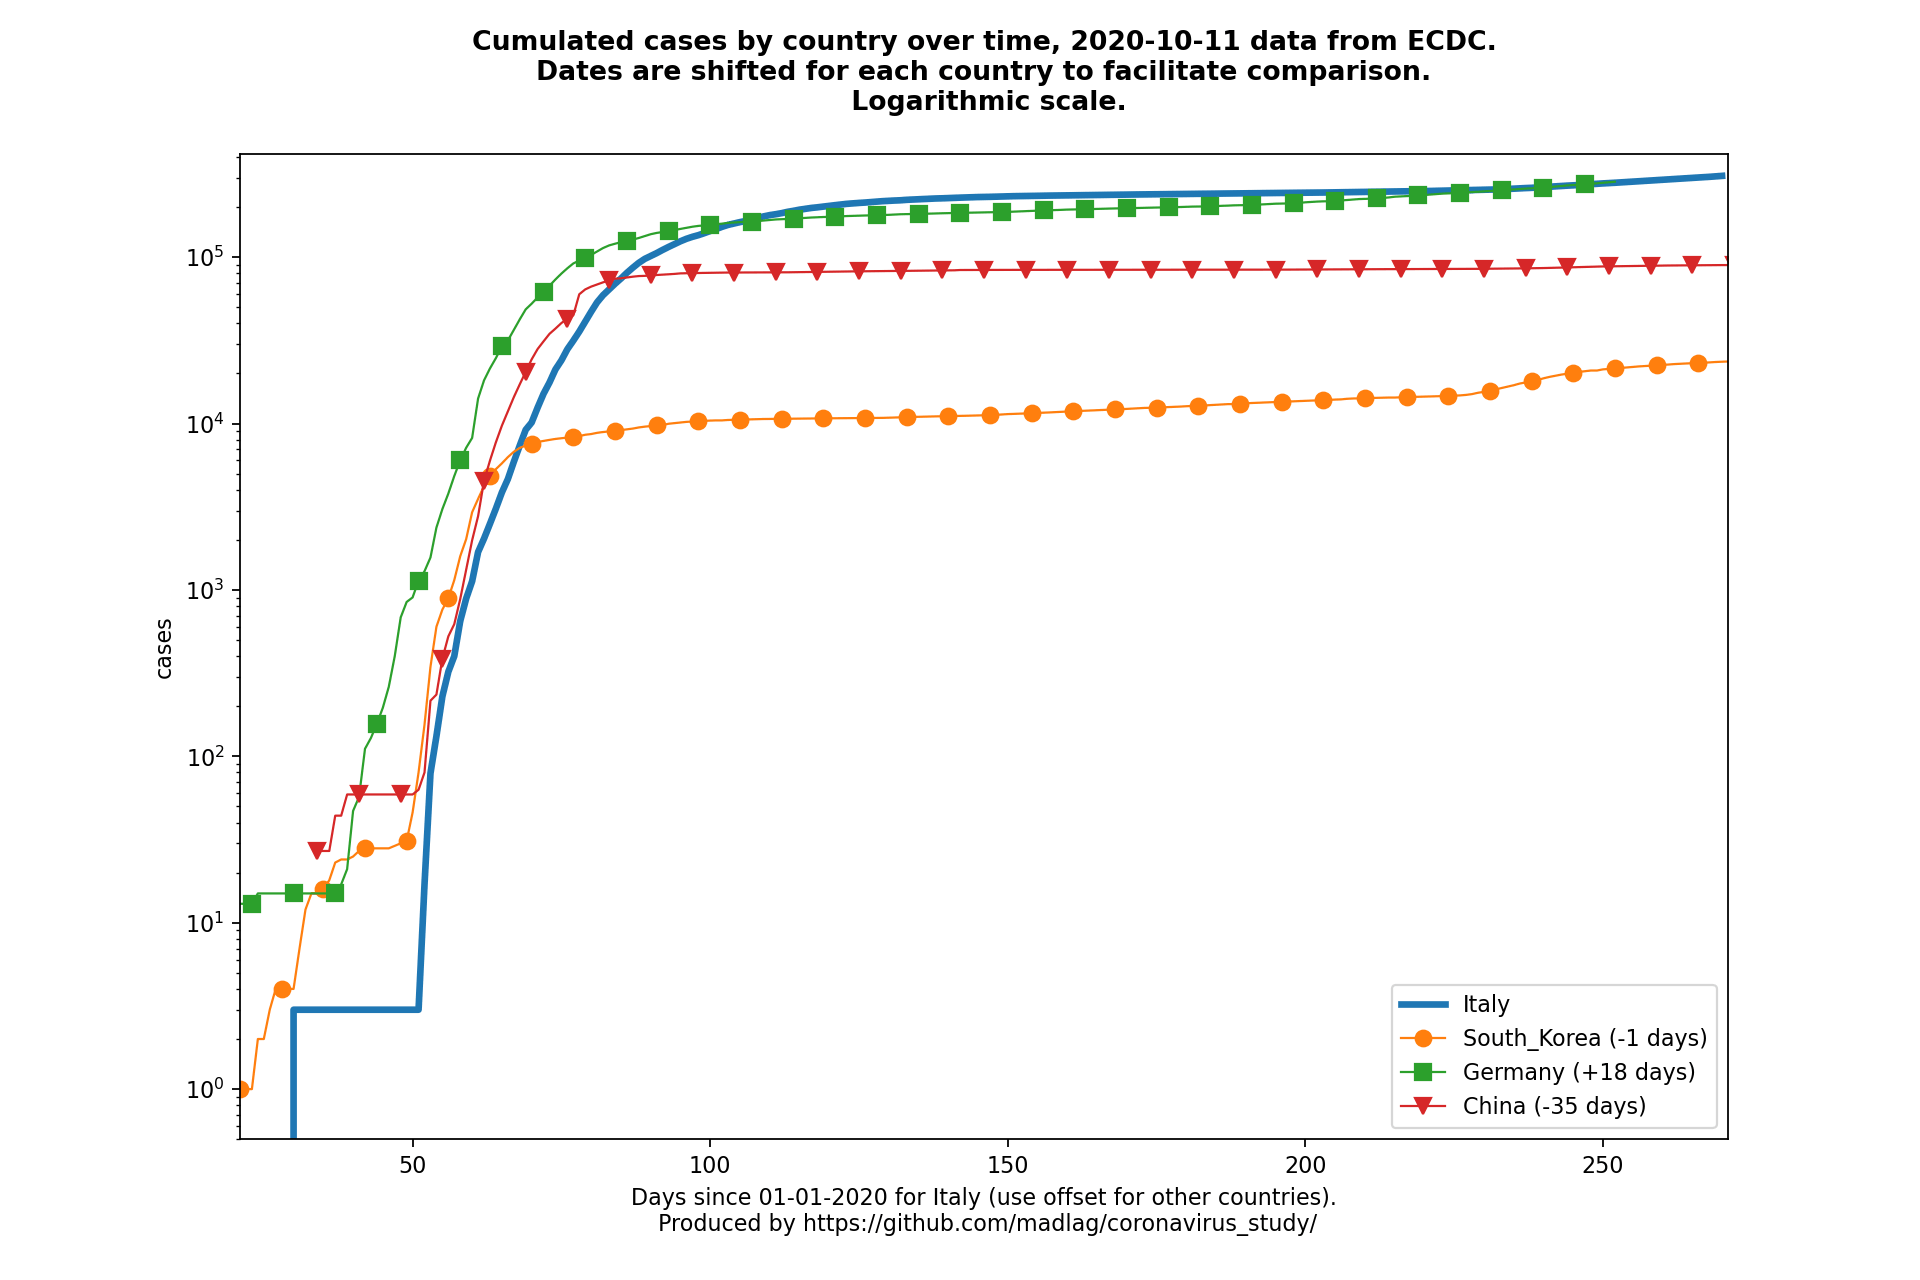 Cumulated cases by country over time, 2020-10-11 data from ECDC.
Dates are shifted for each country to facilitate comparison.
Logarithmic scale.
10^5
10^4
10^3
10^2
10^1
10^0
cases
Italy
South_Korea (-1 days)
Germany (+18 days)
China (-35 days)
50 100 150 200 250
Days since 01-01-2020 for Italy (use offset for other countries).
Produced by https://github.com/madlag/coronavirus_study/